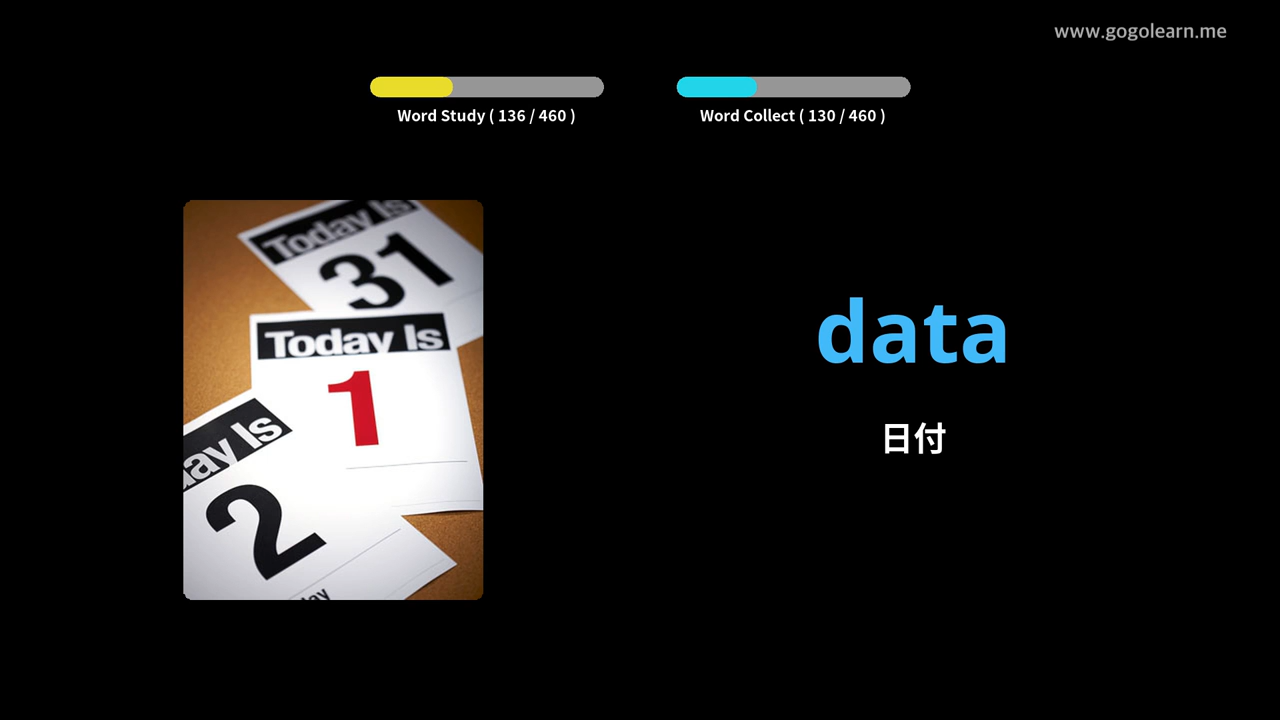 www.gogolearn.me
Word Study ( 136 / 460 )
Word Collect ( 130 / 460 )
Today Is
31
Today Is
1
ay Is
2
data
日付